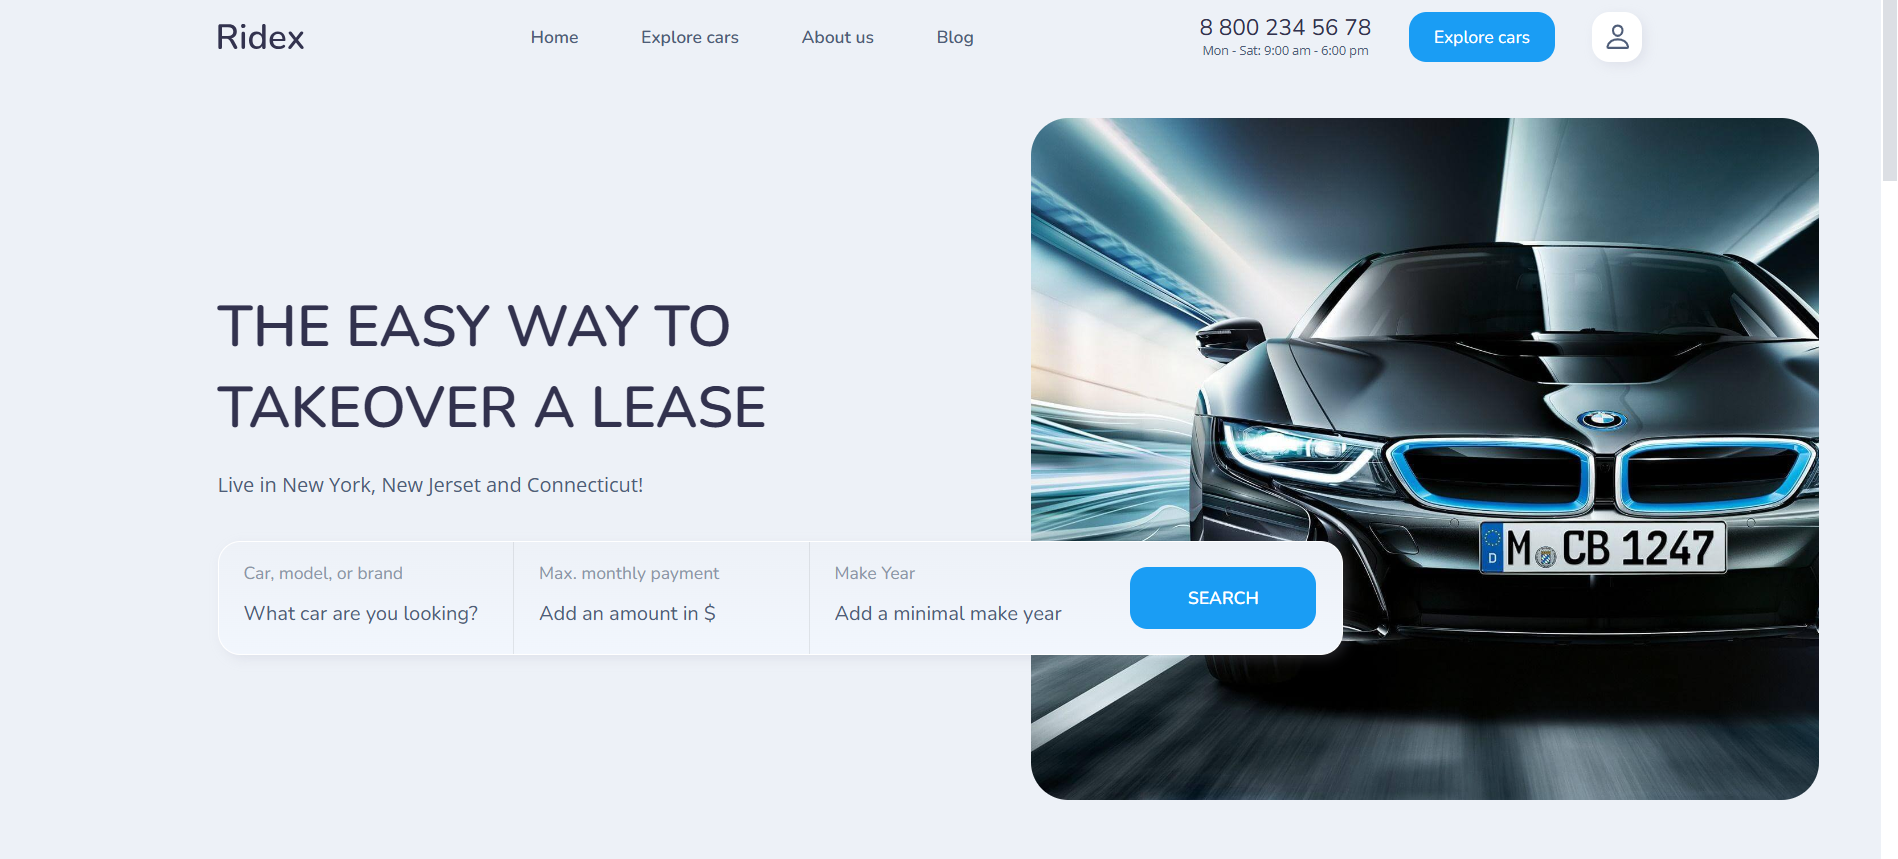 Ridex
Home
Explore cars
About us
Blog
8 800 234 56 78
Mon - Sat: 9:00 am - 6:00 pm
Explore cars
THE EASY WAY TO
TAKEOVER A LEASE
Live in New York, New Jerset and Connecticut!
Car, model, or brand
What car are you looking?
Max. monthly payment
Add an amount in $
Make Year
Add a minimal make year
SEARCH
D
M CB 1247